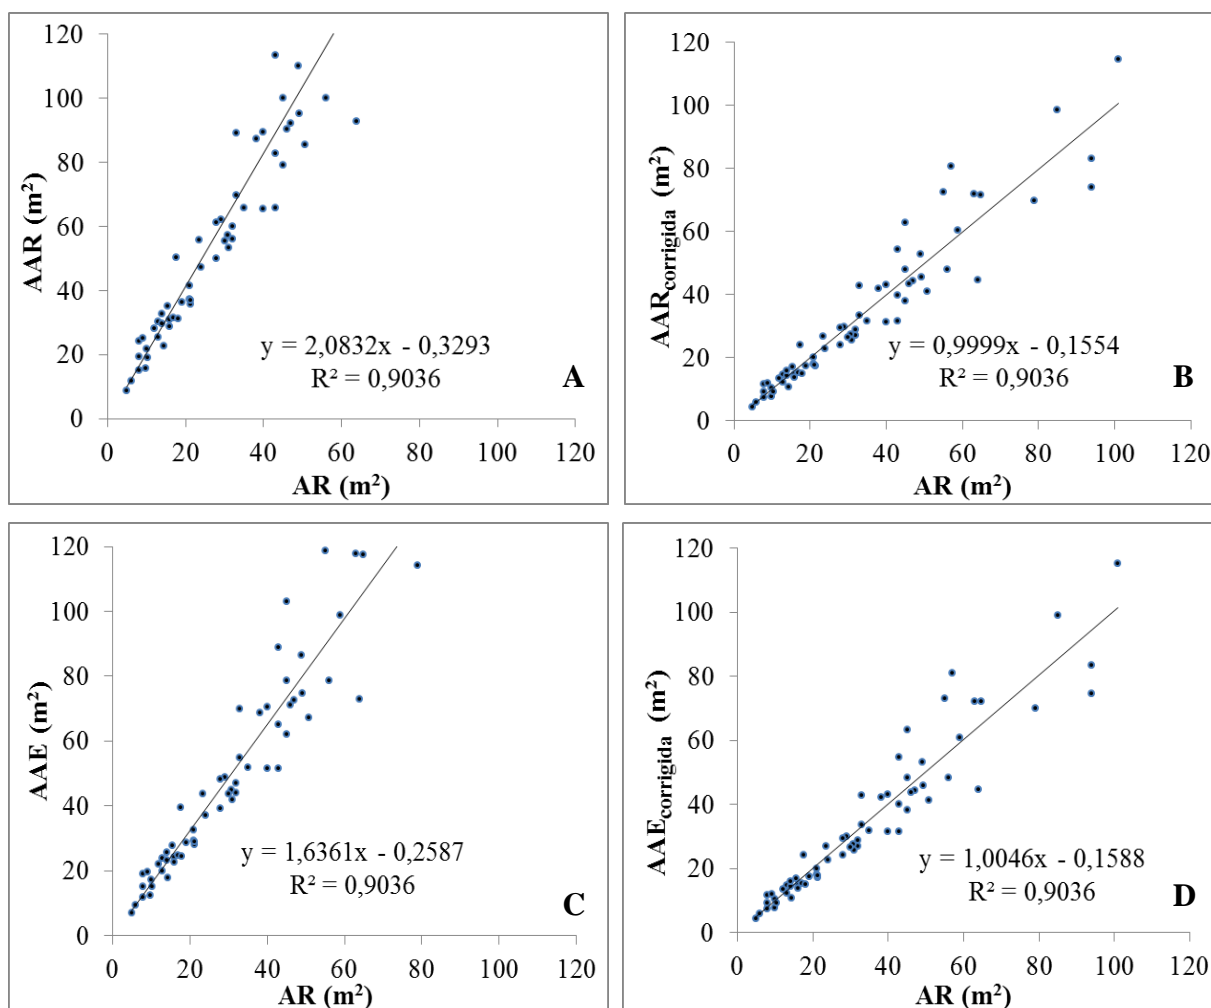 120
100
80
60
40
20
0
AAR (m²)
y = 2,0832x - 0,3293
R² = 0,9036
A
0 20 40 60 80 100 120
AR (m²)
120
100
80
60
40
20
0
AARcorrigida (m²)
y = 0,9999x - 0,1554
R² = 0,9036
B
0 20 40 60 80 100 120
AR (m²)
120
100
80
60
40
20
0
AAE (m²)
y = 1,6361x - 0,2587
R² = 0,9036
C
0 20 40 60 80 100 120
AR (m²)
120
100
80
60
40
20
0
AAEcorrigida (m²)
y = 1,0046x - 0,1588
R² = 0,9036
D
0 20 40 60 80 100 120
AR (m²)